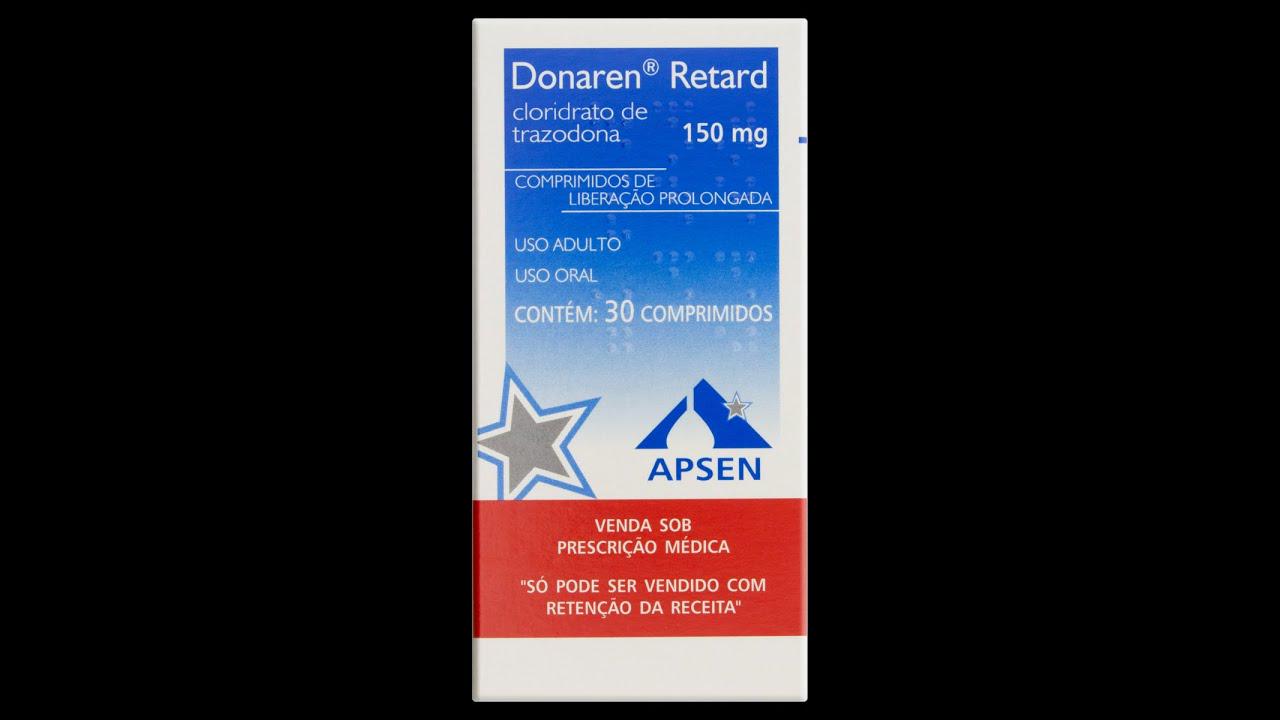 Donaren® Retard
cloridrato de
trazodona 150 mg
COMPRIMIDOS DE
LIBERAÇÃO PROLONGADA
USO ADULTO
USO ORAL
CONTÉM: 30 COMPRIMIDOS
APSEN
VENDA SOB
PRESCRIÇÃO MÉDICA
"SÓ PODE SER VENDIDO COM
RETENÇÃO DA RECEITA"